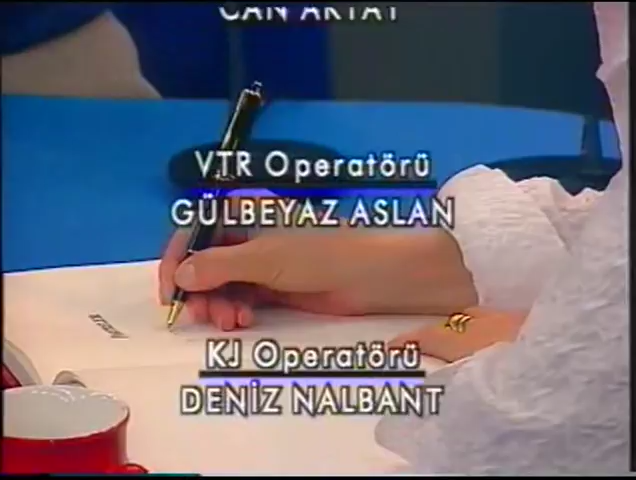 CAN AKTAY
VTR Operatörü
GÜLBEYAZ ASLAN
KJ Operatörü
DENİZ NALBANT